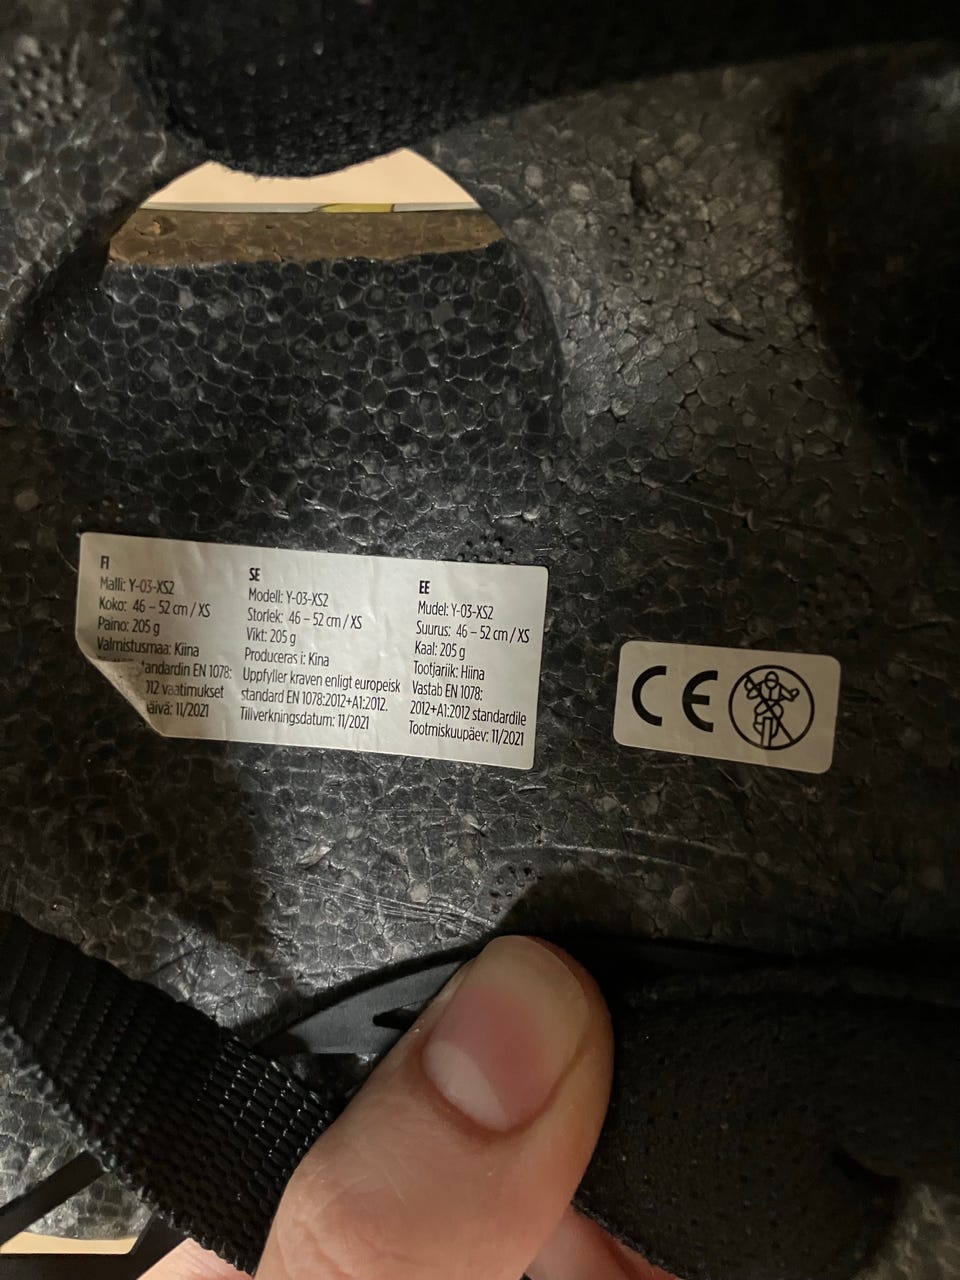 FI
Malli: Y-03-XS2
Koko: 46 – 52 cm / XS
Paino: 205 g
Valmistusmaa: Kiina
EN 1078:
vaatimukset
11/2021
SE
Modell: Y-03-XS2
Storlek: 46 – 52 cm / XS
Vikt: 205 g
Produceras i: Kina
Uppfyller kraven enligt europeisk
standard EN 1078:2012+A1:2012.
Tillverkningsdatum: 11/2021
EE
Mudel: Y-03-XS2
Suurus: 46 – 52 cm / XS
Kaal: 205 g
Tootjariik: Hiina
Vastab EN 1078:
2012+A1:2012 standardile
Tootmiskuupäev: 11/2021
CE